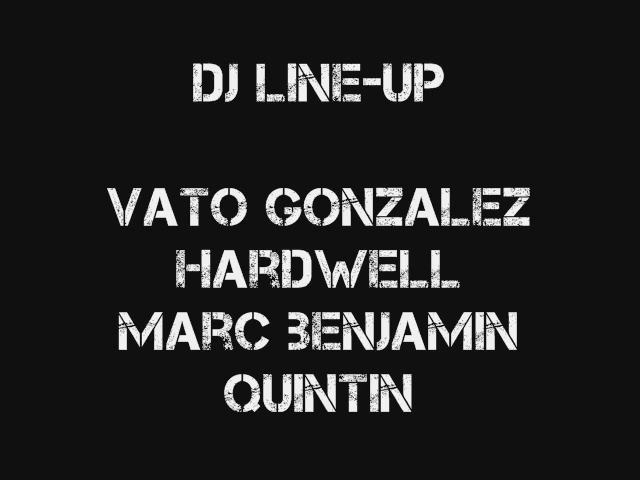 DJ LINE-UP
VATO GONZALEZ
HARDWELL
MARC BENJAMIN
QUINTIN